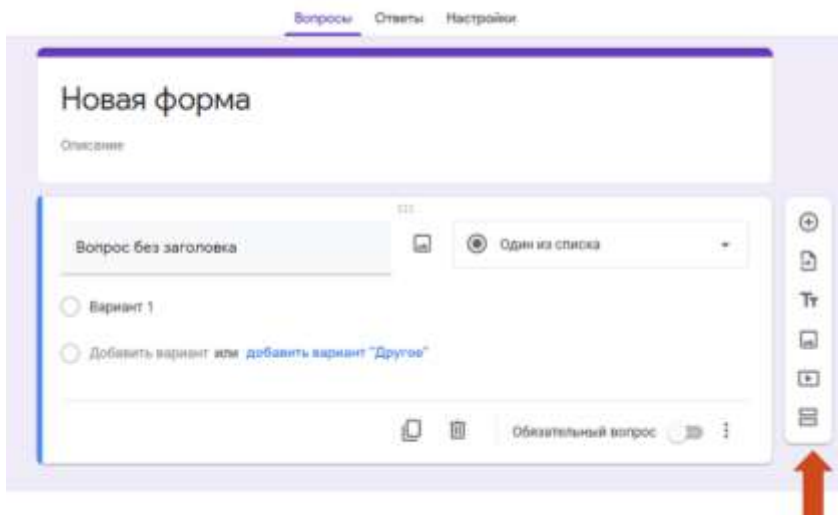 Вопросы Ответы Настройки
Новая форма
Описание
Вопрос без заголовка
Один из списка
Вариант 1
Добавить вариант или добавить вариант "Другое"
Обязательный вопрос
Тт